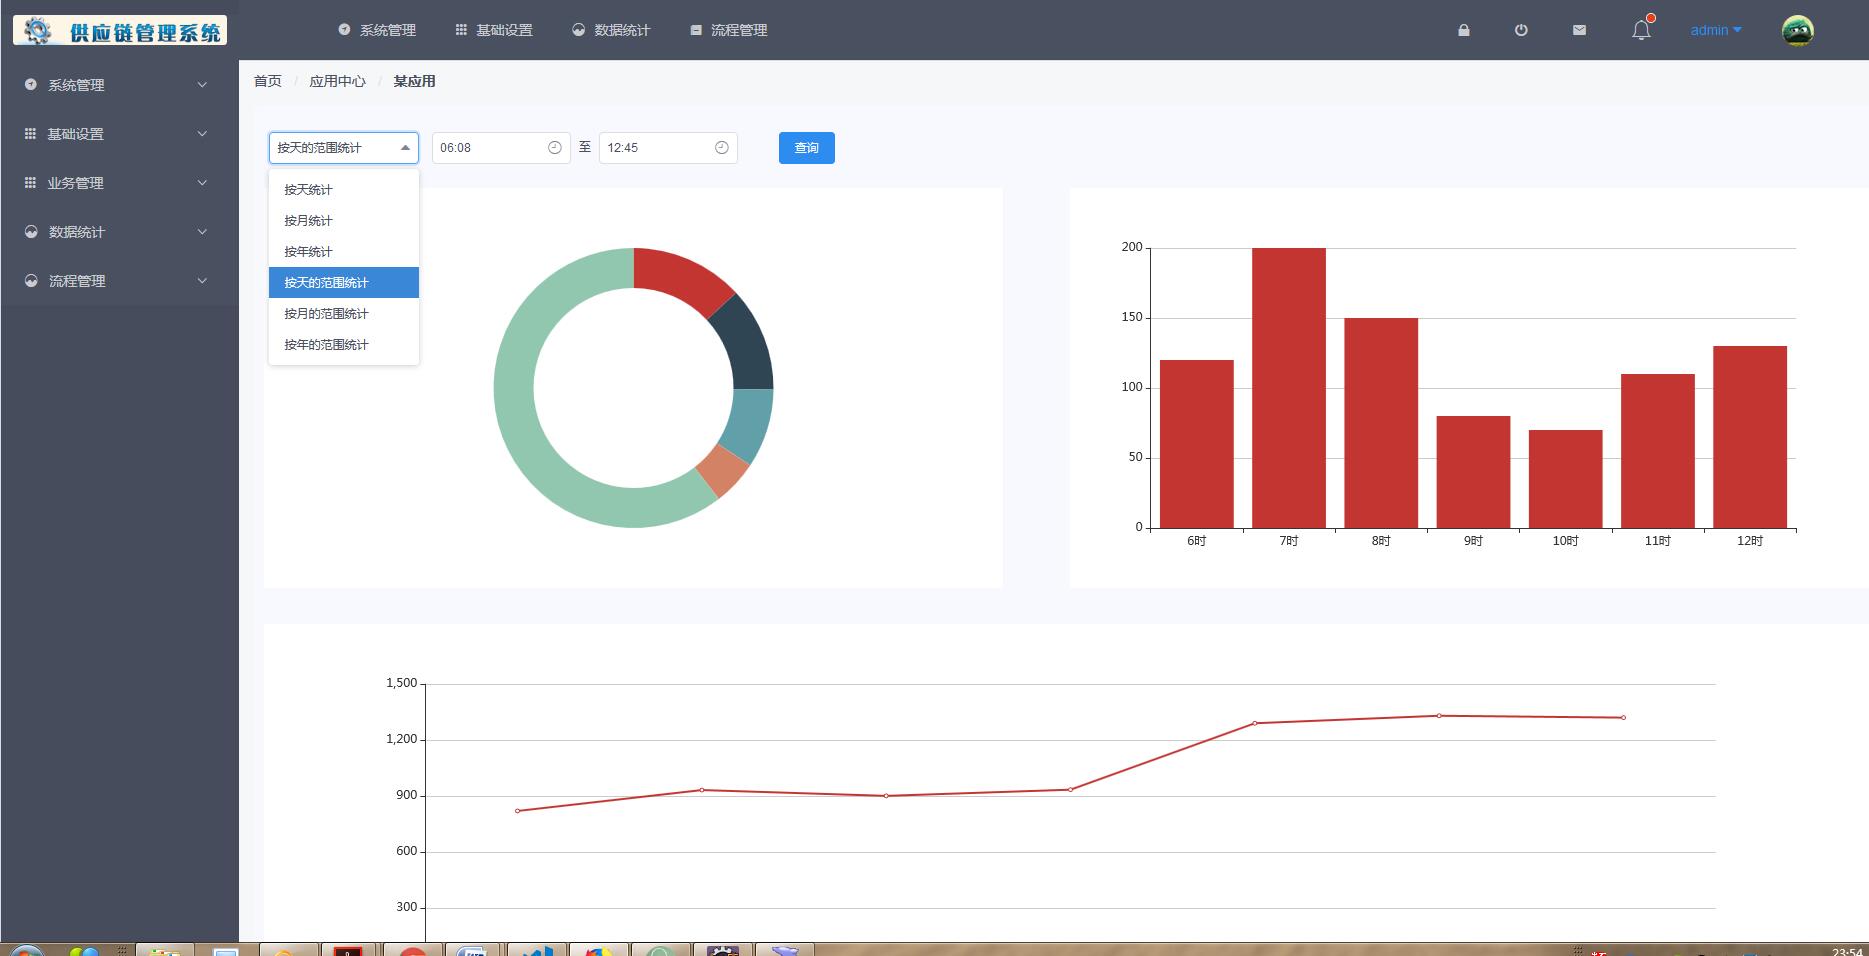 供应链管理系统
系统管理
基础设置
数据统计
流程管理
admin
系统管理
基础设置
业务管理
数据统计
流程管理
首页 / 应用中心 / 某应用
按天的范围统计
06:08
至
12:45
查询
按天统计
按月统计
按年统计
按天的范围统计
按月的范围统计
按年的范围统计
200
150
100
50
0
6时
7时
8时
9时
10时
11时
12时
1,500
1,200
900
600
300
23:54